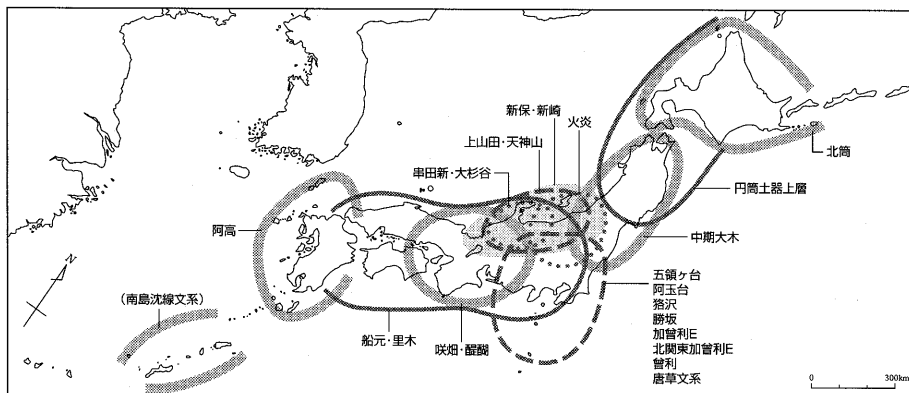 新保・新崎
火炎
上山田・天神山
串田新・大杉谷
北筒
円筒土器上層
中期大木
阿高
五領ヶ台
阿玉台
狢沢
勝坂
加曽利E
北関東加曽利E
曽利
唐草文系
(南島沈線文系)
船元・里木
咲畑・醍醐
N
0
300km